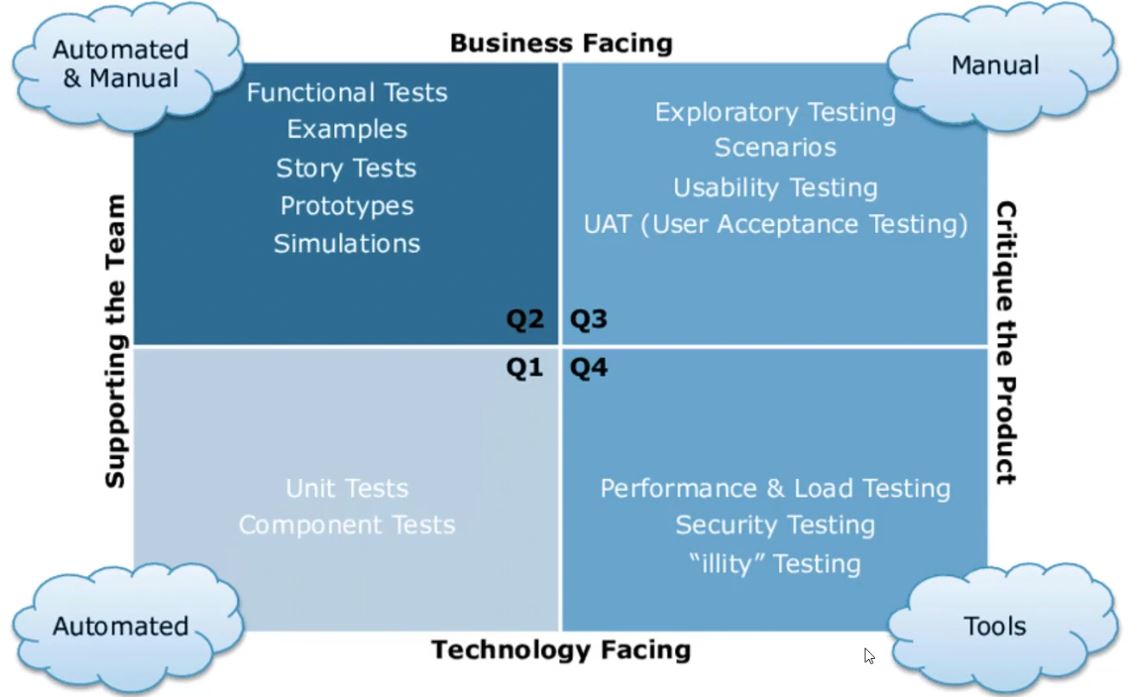 Automated
& Manual
Business Facing
Manual
Functional Tests
Examples
Story Tests
Prototypes
Simulations
Exploratory Testing
Scenarios
Usability Testing
UAT (User Acceptance Testing)
Supporting the Team
Critique the Product
Q2
Q3
Q1
Q4
Unit Tests
Component Tests
Performance & Load Testing
Security Testing
“illity” Testing
Automated
Technology Facing
Tools